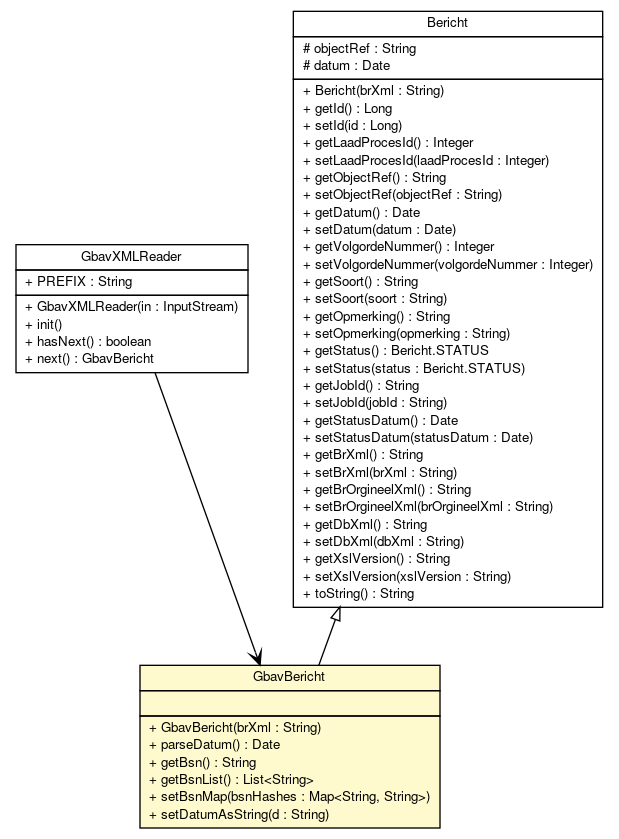 Bericht
# objectRef : String
# datum : Date
+ Bericht(brXml : String)
+ getId() : Long
+ setId(id : Long)
+ getLaadProcesId() : Integer
+ setLaadProcesId(laadProcesId : Integer)
+ getObjectRef() : String
+ setObjectRef(objectRef : String)
+ getDatum() : Date
+ setDatum(datum : Date)
+ getVolgordeNummer() : Integer
+ setVolgordeNummer(volgordeNummer : Integer)
+ getSoort() : String
+ setSoort(soort : String)
+ getOpmerking() : String
+ setOpmerking(opmerking : String)
+ getStatus() : Bericht.STATUS
+ setStatus(status : Bericht.STATUS)
+ getJobId() : String
+ setJobId(jobId : String)
+ getStatusDatum() : Date
+ setStatusDatum(statusDatum : Date)
+ getBrXml() : String
+ setBrXml(brXml : String)
+ getBrOrgineelXml() : String
+ setBrOrgineelXml(brOrgineelXml : String)
+ getDbXml() : String
+ setDbXml(dbXml : String)
+ getXslVersion() : String
+ setXslVersion(xslVersion : String)
+ toString() : String
GbavXMLReader
+ PREFIX : String
+ GbavXMLReader(in : InputStream)
+ init()
+ hasNext() : boolean
+ next() : GbavBericht
GbavBericht
+ GbavBericht(brXml : String)
+ parseDatum() : Date
+ getBsn() : String
+ getBsnList() : List<String>
+ setBsnMap(bsnHashes : Map<String, String>)
+ setDatumAsString(d : String)